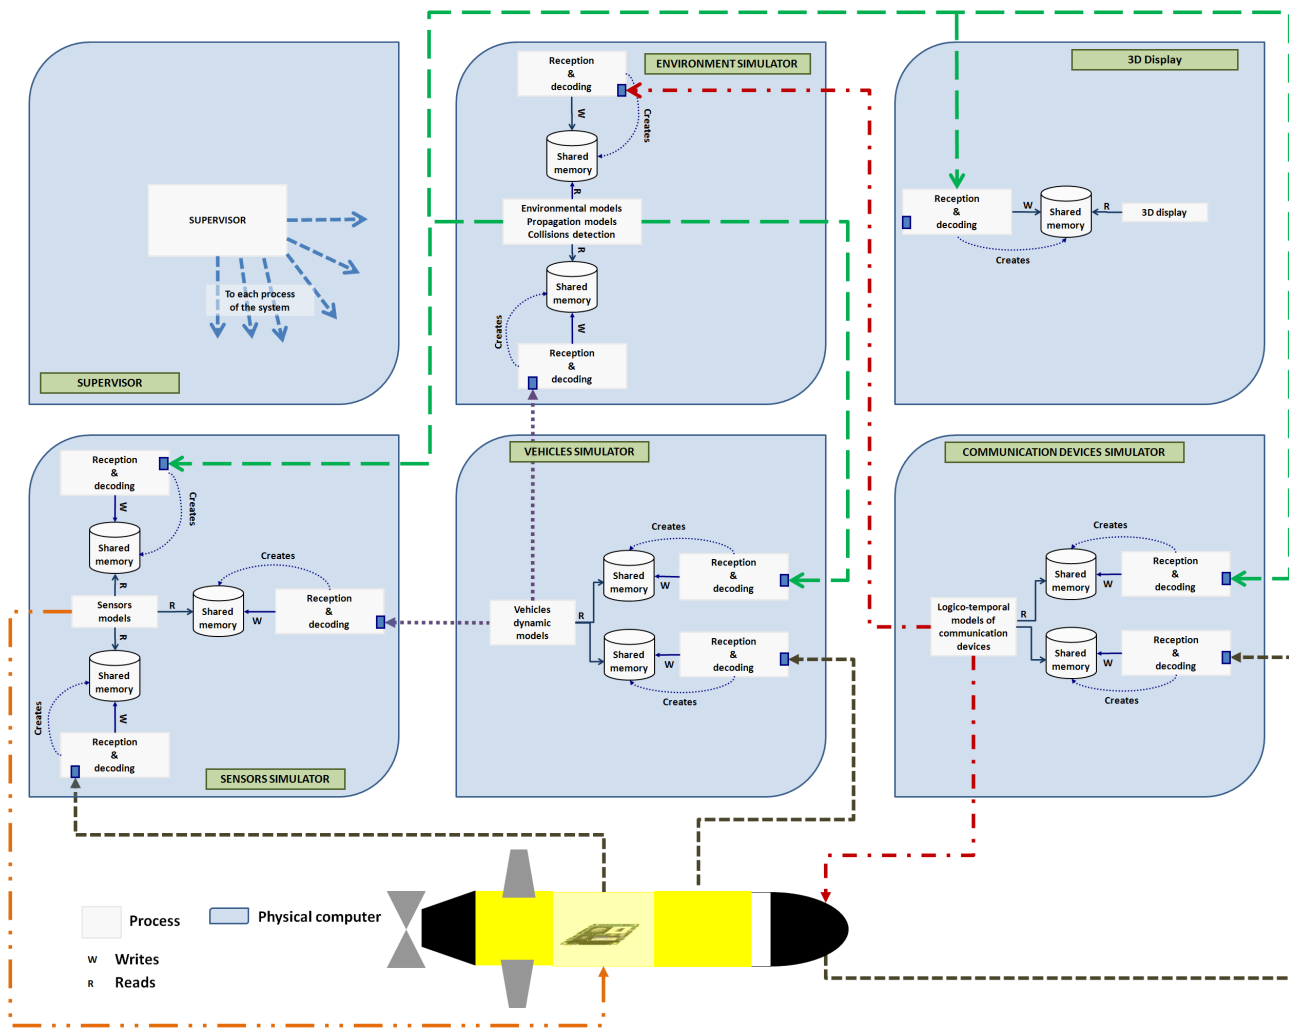 SUPERVISOR
To each process
of the system
SUPERVISOR
ENVIRONMENT SIMULATOR
Reception
&
decoding
Creates
W
Shared
memory
R
Environmental models
Propagation models
Collisions detection
R
Shared
memory
Creates
W
Reception
&
decoding
3D Display
Reception
&
decoding
W
Shared
memory
R
3D display
Creates
Reception
&
decoding
Creates
W
Shared
memory
R
Sensors
models
R
Creates
Shared
memory
W
Reception
&
decoding
R
Shared
memory
Creates
W
Reception
&
decoding
SENSORS SIMULATOR
VEHICLES SIMULATOR
Creates
Shared
memory
W
Reception
&
decoding
Vehicles
dynamic
models
R
Shared
memory
W
Reception
&
decoding
Creates
COMMUNICATION DEVICES SIMULATOR
Creates
Shared
memory
W
Reception
&
decoding
Logico-temporal
models of
communication
devices
R
Shared
memory
W
Reception
&
decoding
Creates
Process
Physical computer
W Writes
R Reads